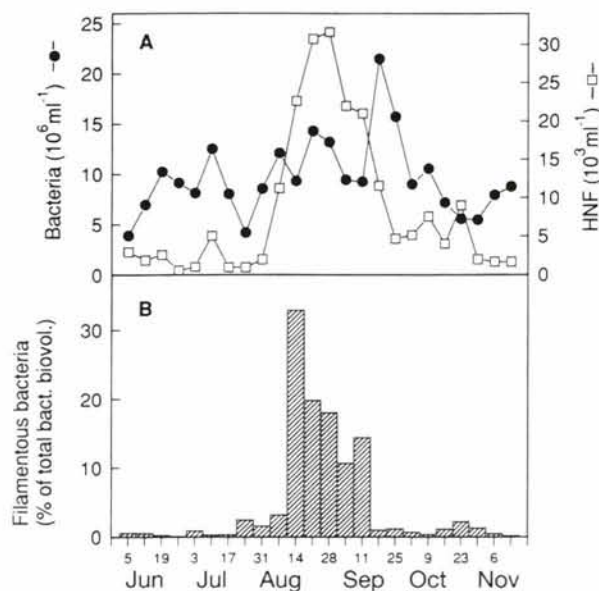 A
25
20
15
10
5
0
Bacteria (10⁶ml⁻¹) –●–
30
25
20
15
10
5
0
HNF (10³ml⁻¹) –□–
B
30
20
10
0
Filamentous bacteria
(% of total bact. biovol.)
5 19 3 17 31 14 28 11 25 9 23 6
Jun Jul Aug Sep Oct Nov